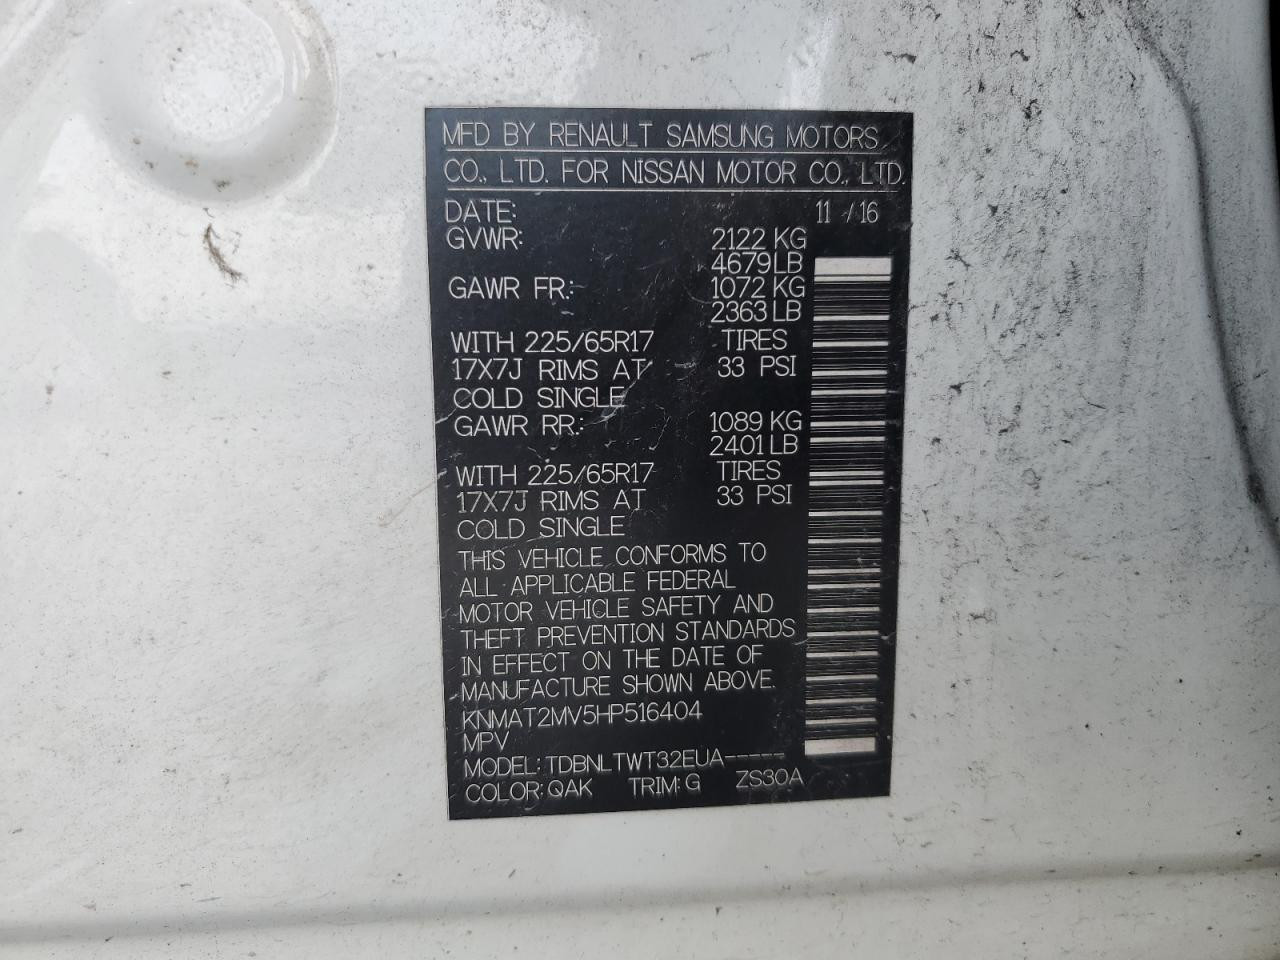 MFD BY RENAULT SAMSUNG MOTORS
CO., LTD. FOR NISSAN MOTOR CO., LTD.
DATE: 11 /16
GVWR: 2122 KG
4679 LB
GAWR FR.: 1072 KG
2363 LB
WITH 225/65R17 TIRES
17X7J RIMS AT 33 PSI
COLD SINGLE
GAWR RR.: 1089 KG
2401 LB
WITH 225/65R17 TIRES
17X7J RIMS AT 33 PSI
COLD SINGLE
THIS VEHICLE CONFORMS TO
ALL APPLICABLE FEDERAL
MOTOR VEHICLE SAFETY AND
THEFT PREVENTION STANDARDS
IN EFFECT ON THE DATE OF
MANUFACTURE SHOWN ABOVE.
KNMAT2MV5HP516404
MPV
MODEL: TDBNLTWT32EUA-----
COLOR: QAK TRIM: G ZS30A